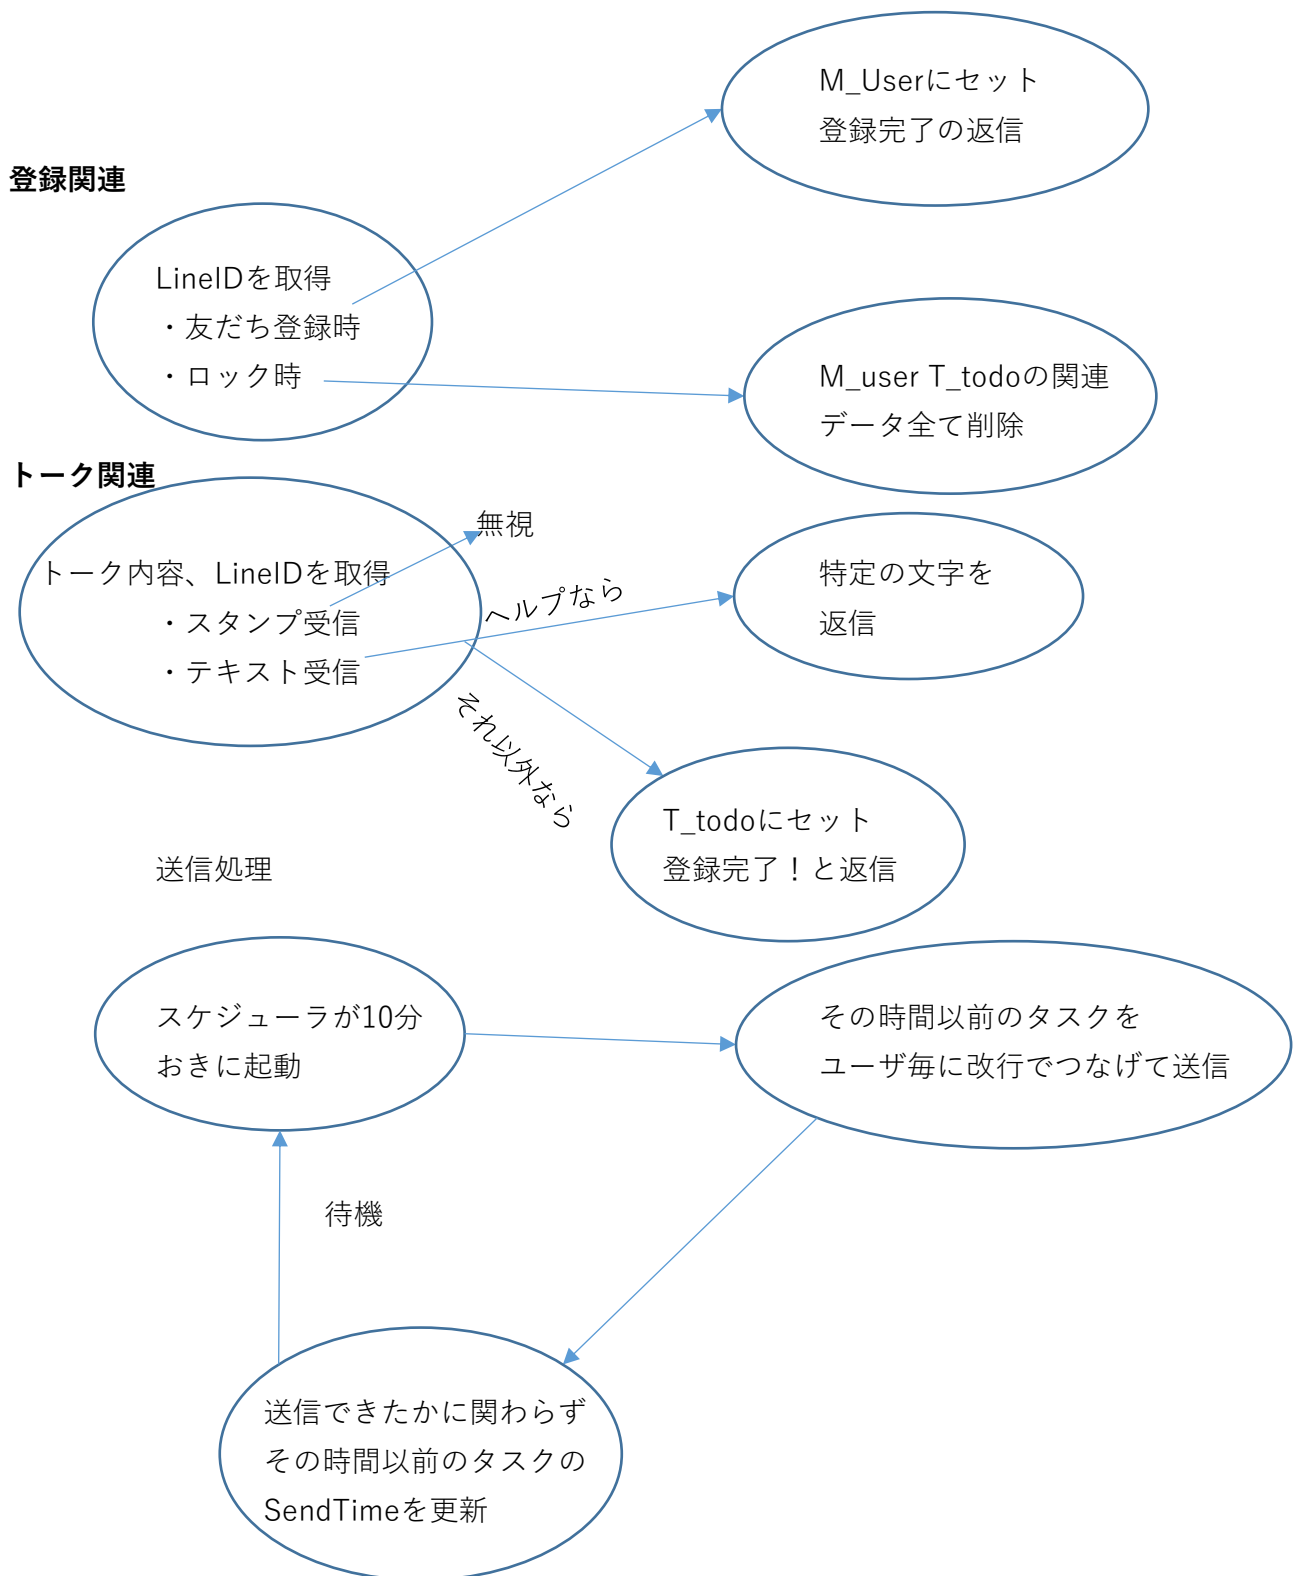 M_Userにセット
登録完了の返信
登録関連
LineIDを取得
・友だち登録時
・ロック時
M_user T_todoの関連
データ全て削除
トーク関連
無視
トーク内容、LineIDを取得
・スタンプ受信
・テキスト受信
ヘルプなら
特定の文字を
返信
それ以外なら
T_todoにセット
登録完了！と返信
送信処理
スケジューラが10分
おきに起動
その時間以前のタスクを
ユーザ毎に改行でつなげて送信
待機
送信できたかに関わらず
その時間以前のタスクの
SendTimeを更新